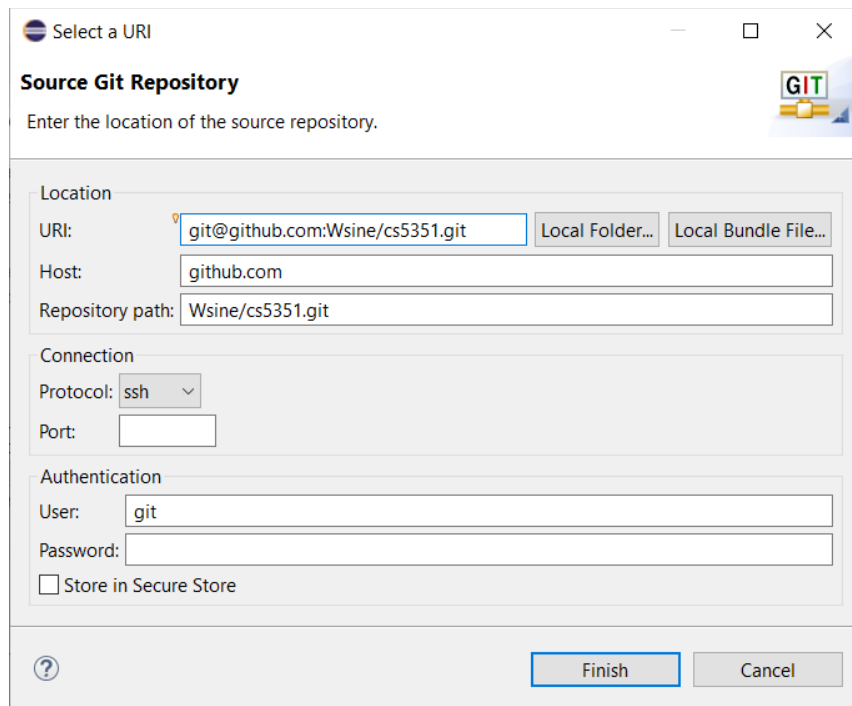 Select a URI
Source Git Repository
GIT
Enter the location of the source repository.
Location
URI: git@github.com:Wsine/cs5351.git Local Folder... Local Bundle File...
Host: github.com
Repository path: Wsine/cs5351.git
Connection
Protocol: ssh
Port:
Authentication
User: git
Password:
Store in Secure Store
? Finish Cancel